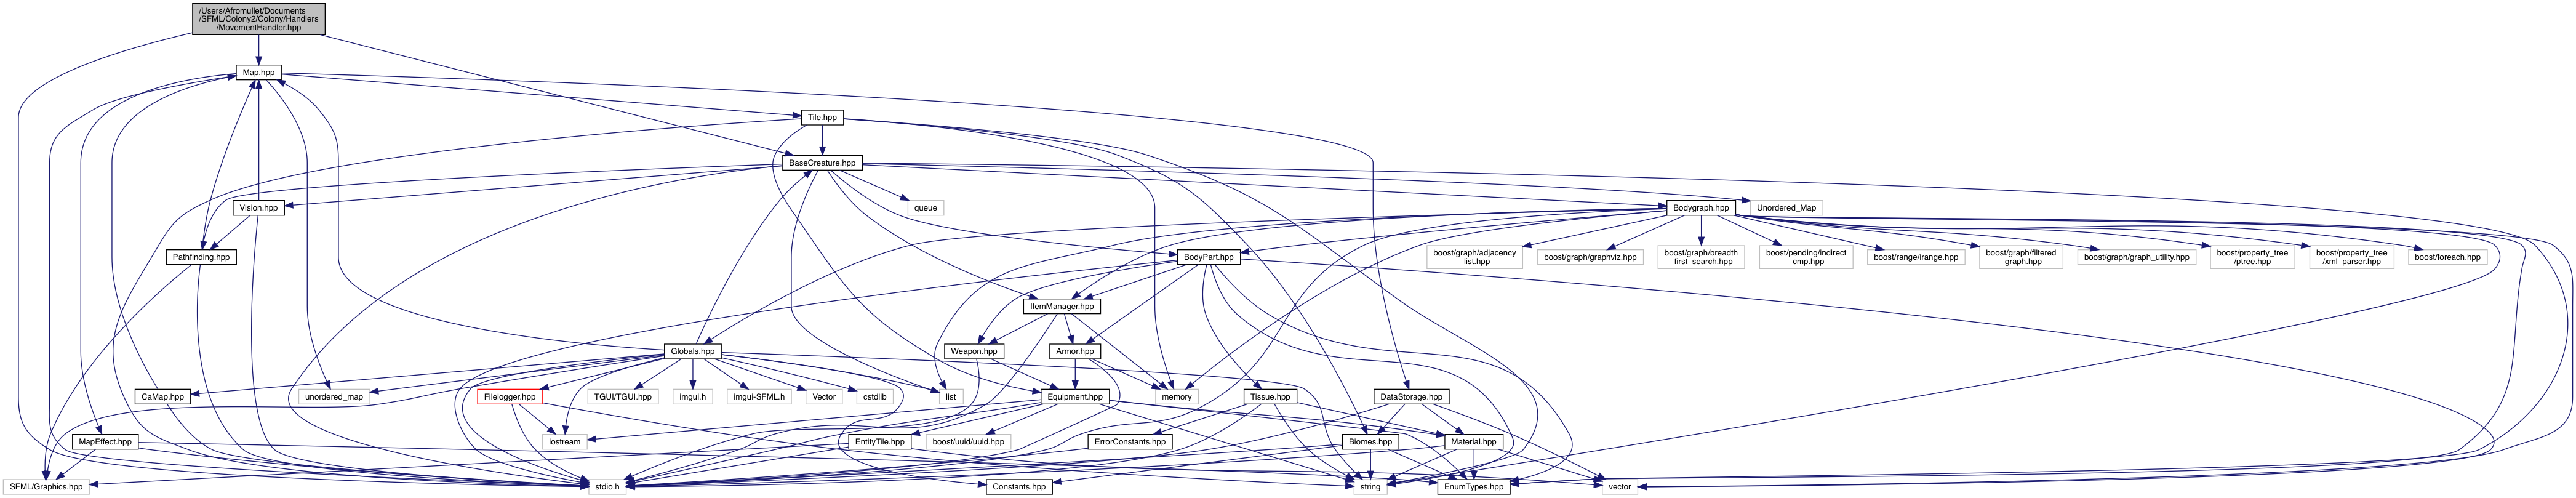 /Users/Afromullet/Documents
/SFML/Colony2/Colony/Handlers
/MovementHandler.hpp
Map.hpp
Tile.hpp
BaseCreature.hpp
Vision.hpp
queue
Bodygraph.hpp
Unordered_Map
Pathfinding.hpp
BodyPart.hpp
boost/graph/adjacency
_list.hpp
boost/graph/graphviz.hpp
boost/graph/breadth
_first_search.hpp
boost/pending/indirect
_cmp.hpp
boost/range/irange.hpp
boost/graph/filtered
_graph.hpp
boost/graph/graph_utility.hpp
boost/property_tree
/ptree.hpp
boost/property_tree
/xml_parser.hpp
boost/foreach.hpp
ItemManager.hpp
Globals.hpp
Weapon.hpp
Armor.hpp
CaMap.hpp
unordered_map
Filelogger.hpp
TGUI/TGUI.hpp
imgui.h
imgui-SFML.h
Vector
cstdlib
list
Equipment.hpp
memory
Tissue.hpp
DataStorage.hpp
MapEffect.hpp
iostream
EntityTile.hpp
boost/uuid/uuid.hpp
ErrorConstants.hpp
Biomes.hpp
Material.hpp
SFML/Graphics.hpp
stdio.h
Constants.hpp
string
EnumTypes.hpp
vector